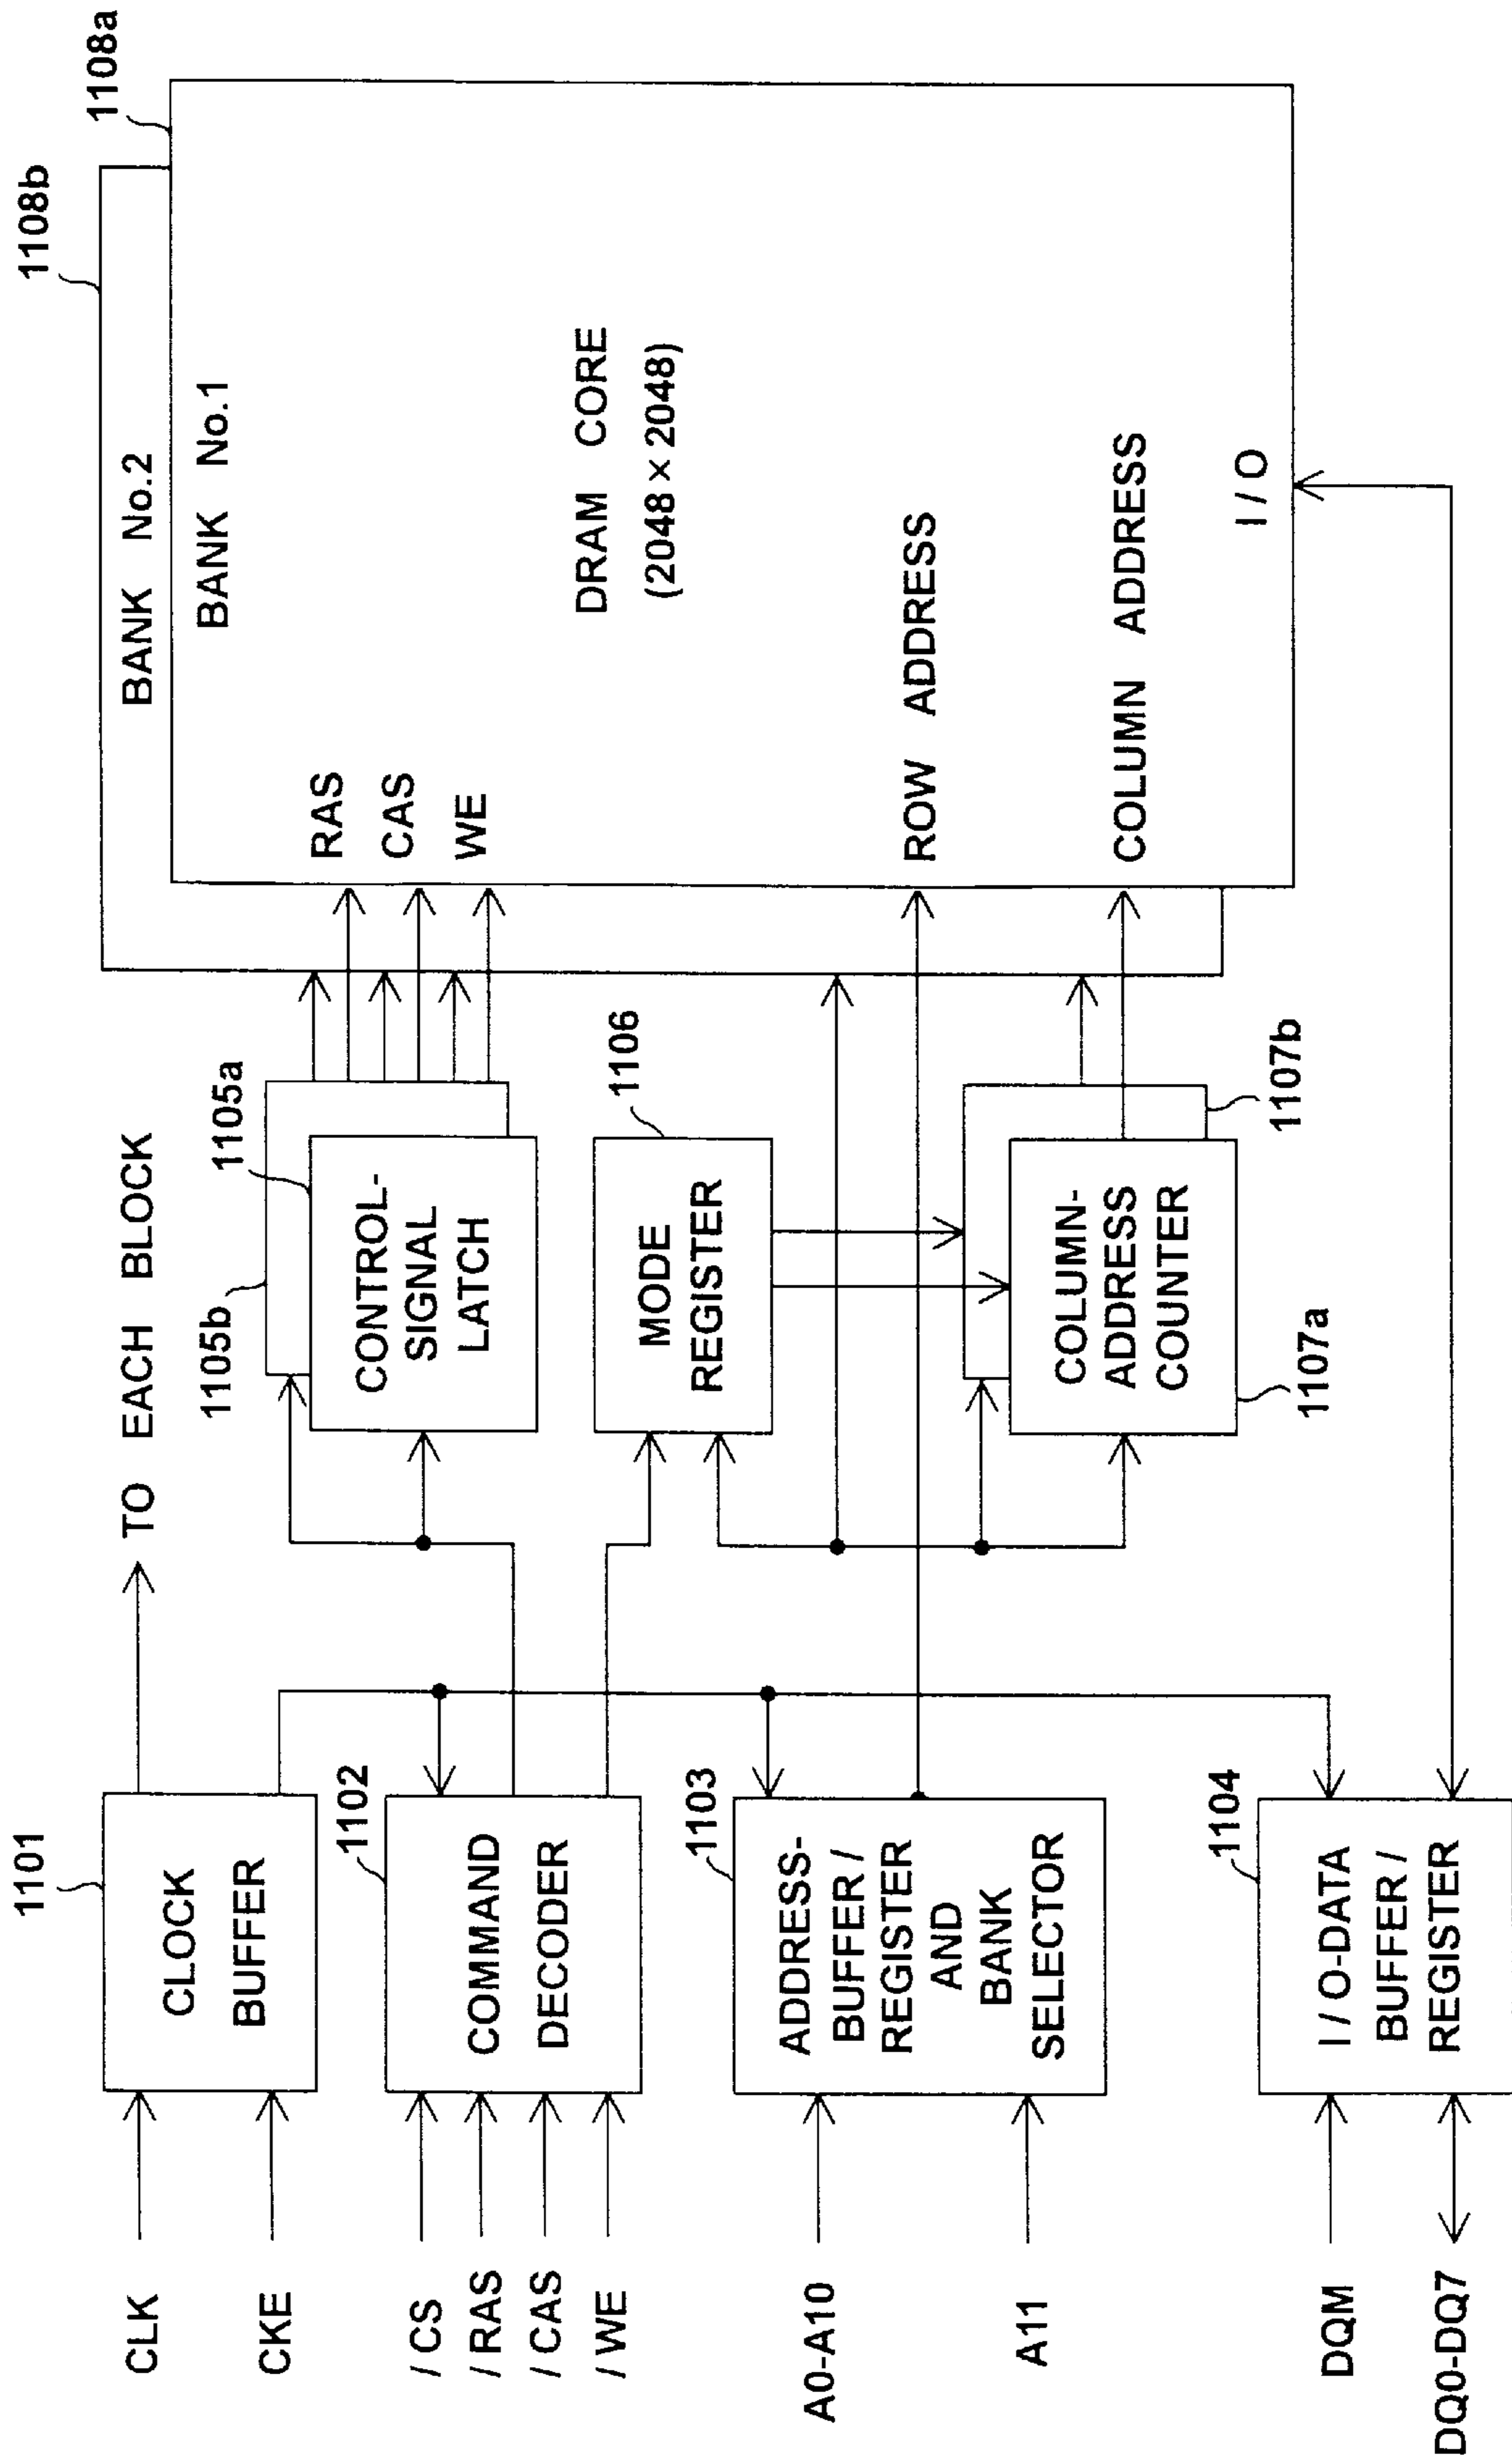 1101
CLK
CKE
CLOCK
BUFFER
TO EACH BLOCK
1102
/ CS
/ RAS
/ CAS
/ WE
COMMAND
DECODER
1103
A0-A10
A11
ADDRESS-
BUFFER /
REGISTER
AND
BANK
SELECTOR
1104
DQM
DQ0-DQ7
I / O-DATA
BUFFER /
REGISTER
1105b
1105a
CONTROL-
SIGNAL
LATCH
1106
MODE
REGISTER
1107a
1107b
COLUMN-
ADDRESS
COUNTER
1108b
1108a
BANK No.2
BANK No.1
RAS
CAS
WE
DRAM CORE
(2048 × 2048)
ROW ADDRESS
COLUMN ADDRESS
I / O